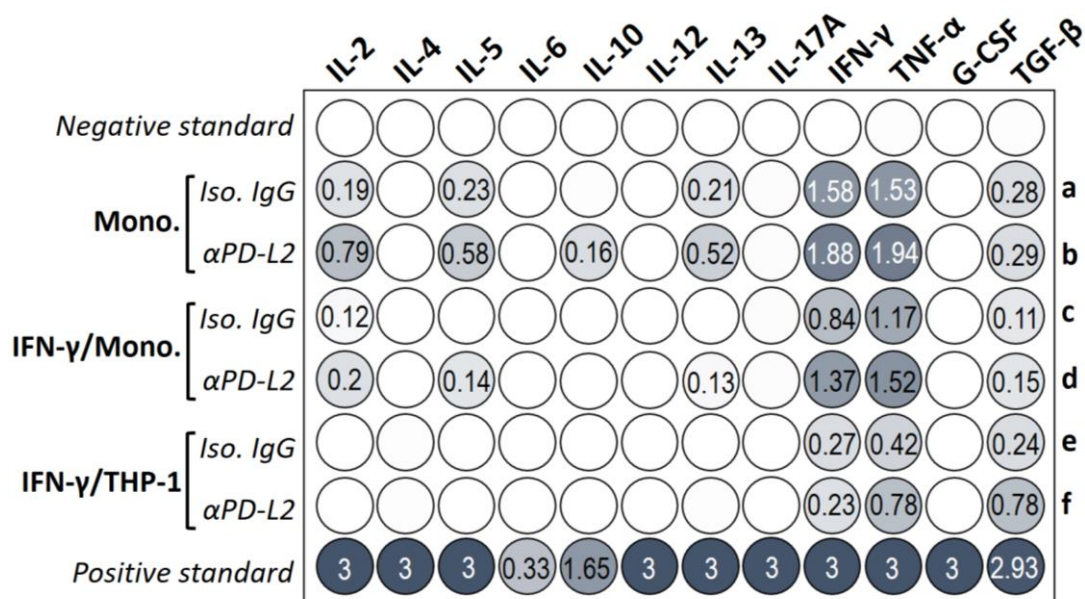 IL-2 IL-4 IL-5 IL-6 IL-10 IL-12 IL-13 IL-17A IFN-γ TNF-α G-CSF TGF-β
Negative standard
Mono.
Iso. IgG 0.19 0.23 0.21 1.58 1.53 0.28 a
αPD-L2 0.79 0.58 0.16 0.52 1.88 1.94 0.29 b
IFN-γ/Mono.
Iso. IgG 0.12 0.84 1.17 0.11 c
αPD-L2 0.2 0.14 0.13 1.37 1.52 0.15 d
IFN-γ/THP-1
Iso. IgG 0.27 0.42 0.24 e
αPD-L2 0.23 0.78 0.78 f
Positive standard 3 3 3 0.33 1.65 3 3 3 3 3 3 2.93